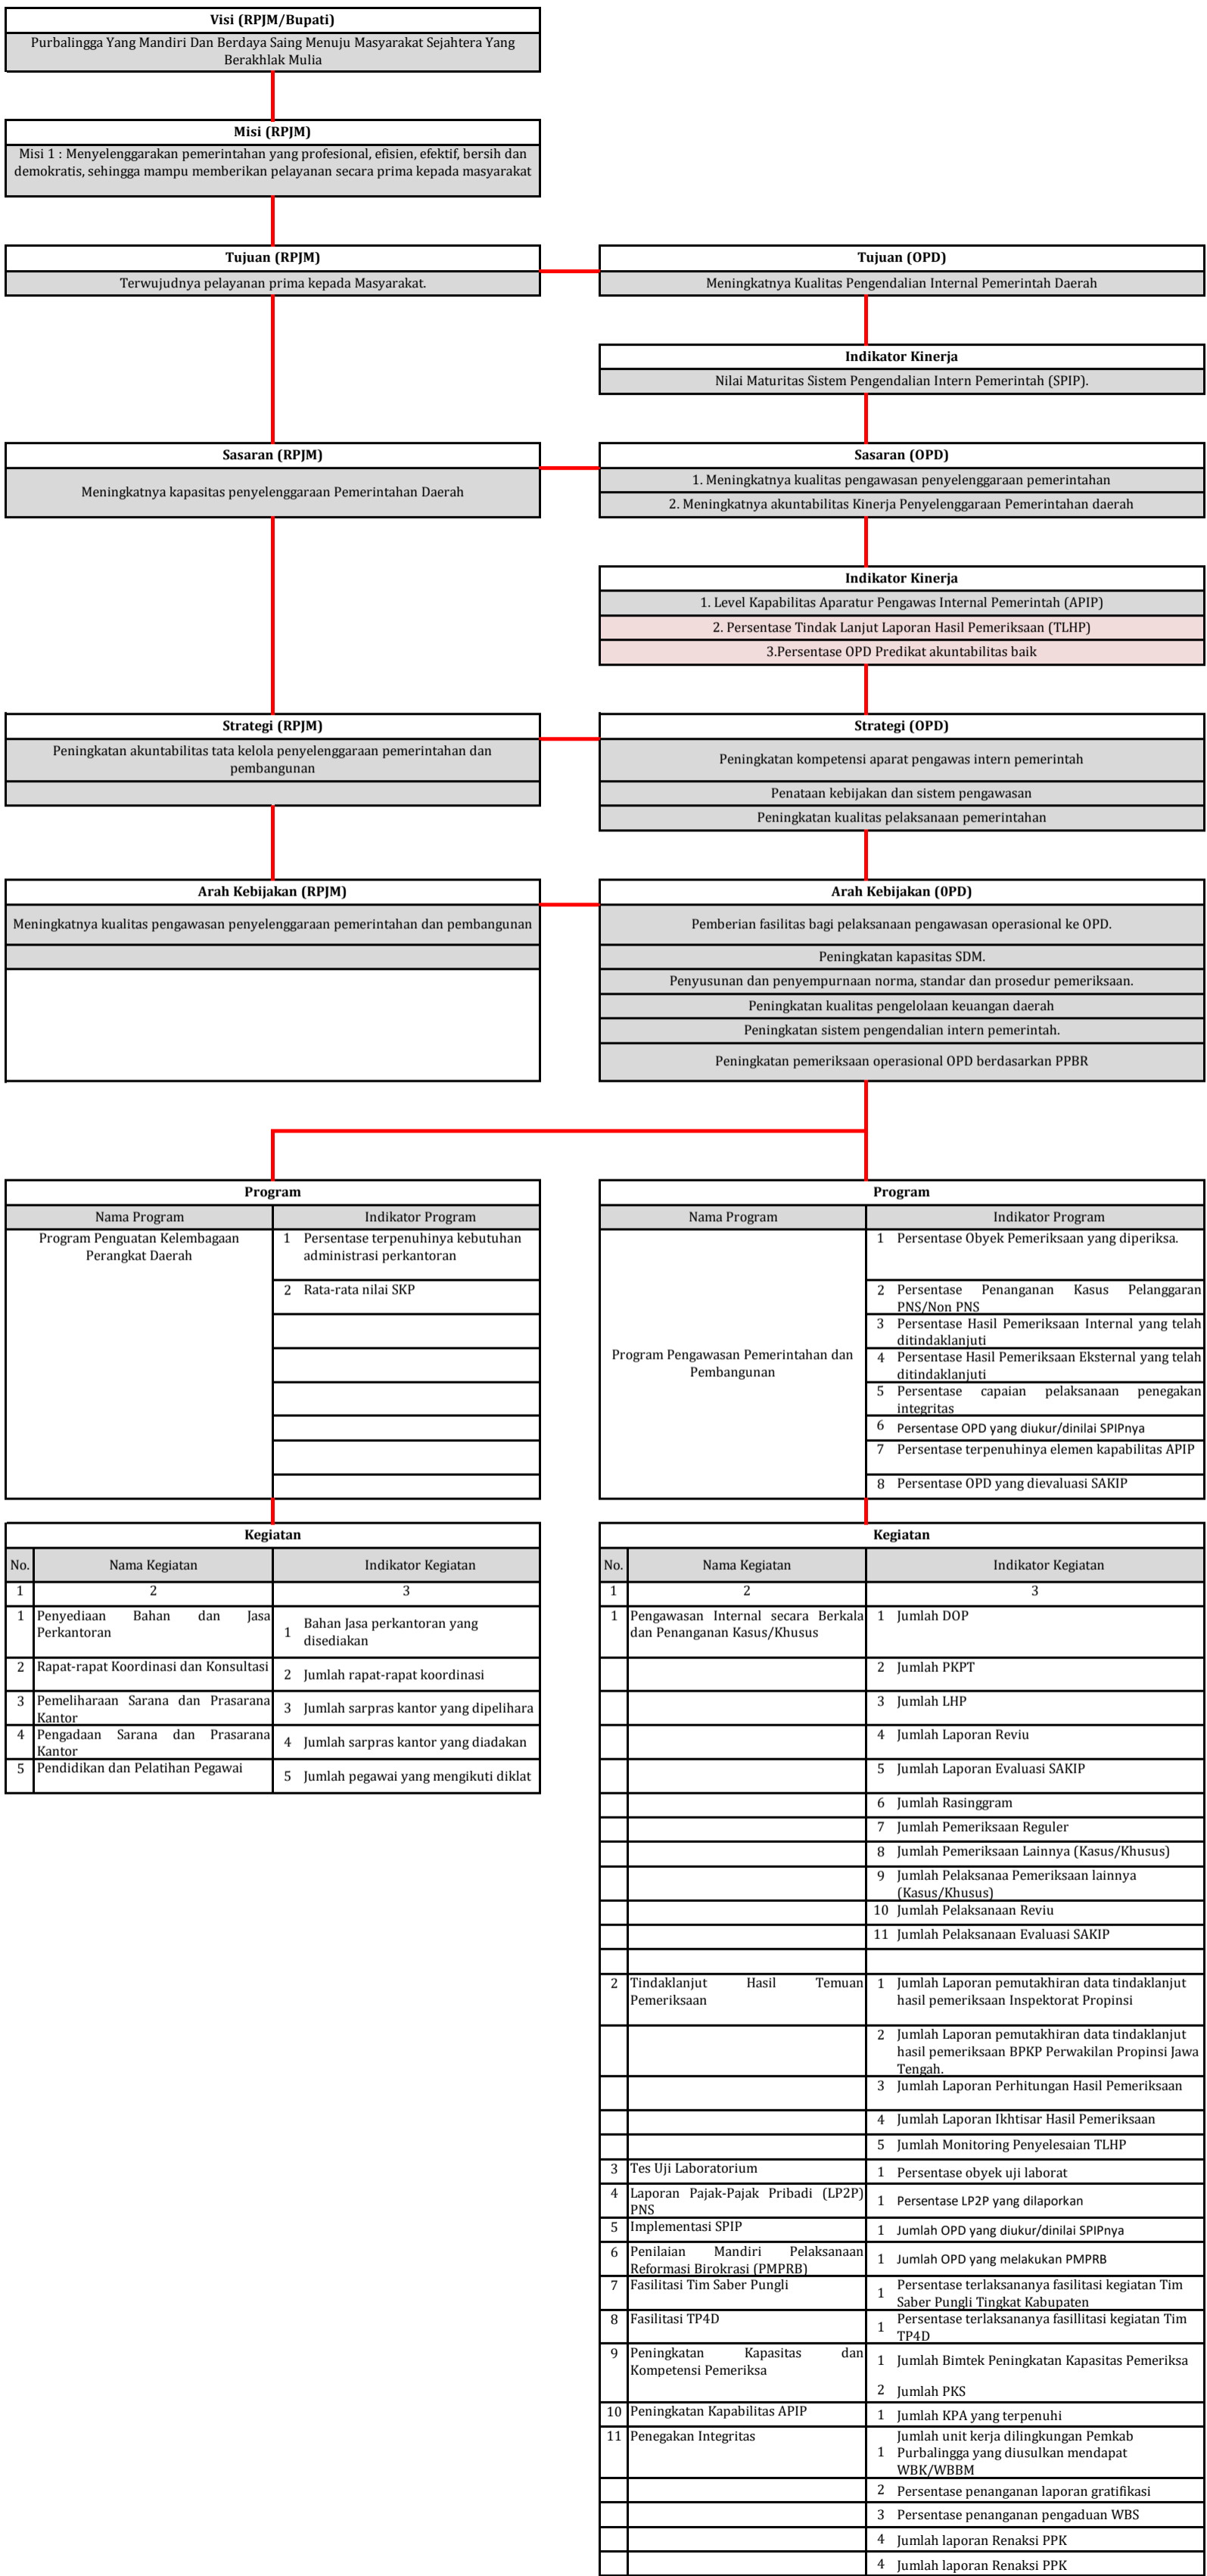 Visi (RPJM/Bupati)
Purbalingga Yang Mandiri Dan Berdaya Saing Menuju Masyarakat Sejahtera Yang
Berakhlak Mulia
Misi (RPJM)
Misi 1 : Menyelenggarakan pemerintahan yang profesional, efisien, efektif, bersih dan
demokratis, sehingga mampu memberikan pelayanan secara prima kepada masyarakat
Tujuan (RPJM)
Terwujudnya pelayanan prima kepada Masyarakat.
Tujuan (OPD)
Meningkatnya Kualitas Pengendalian Internal Pemerintah Daerah
Indikator Kinerja
Nilai Maturitas Sistem Pengendalian Intern Pemerintah (SPIP).
Sasaran (RPJM)
Meningkatnya kapasitas penyelenggaraan Pemerintahan Daerah
Sasaran (OPD)
1. Meningkatnya kualitas pengawasan penyelenggaraan pemerintahan
2. Meningkatnya akuntabilitas Kinerja Penyelenggaraan Pemerintahan daerah
Indikator Kinerja
1. Level Kapabilitas Aparatur Pengawas Internal Pemerintah (APIP)
2. Persentase Tindak Lanjut Laporan Hasil Pemeriksaan (TLHP)
3.Persentase OPD Predikat akuntabilitas baik
Strategi (RPJM)
Peningkatan akuntabilitas tata kelola penyelenggaraan pemerintahan dan
pembangunan
Strategi (OPD)
Peningkatan kompetensi aparat pengawas intern pemerintah
Penataan kebijakan dan sistem pengawasan
Peningkatan kualitas pelaksanaan pemerintahan
Arah Kebijakan (RPJM)
Meningkatnya kualitas pengawasan penyelenggaraan pemerintahan dan pembangunan
Arah Kebijakan (0PD)
Pemberian fasilitas bagi pelaksanaan pengawasan operasional ke OPD.
Peningkatan kapasitas SDM.
Penyusunan dan penyempurnaan norma, standar dan prosedur pemeriksaan.
Peningkatan kualitas pengelolaan keuangan daerah
Peningkatan sistem pengendalian intern pemerintah.
Peningkatan pemeriksaan operasional OPD berdasarkan PPBR
Program
Nama Program Indikator Program
Program Penguatan Kelembagaan
Perangkat Daerah
1 Persentase terpenuhinya kebutuhan
administrasi perkantoran
2 Rata-rata nilai SKP
Program
Nama Program Indikator Program
Program Pengawasan Pemerintahan dan
Pembangunan
1 Persentase Obyek Pemeriksaan yang diperiksa.
2 Persentase Penanganan Kasus Pelanggaran
PNS/Non PNS
3 Persentase Hasil Pemeriksaan Internal yang telah
ditindaklanjuti
4 Persentase Hasil Pemeriksaan Eksternal yang telah
ditindaklanjuti
5 Persentase capaian pelaksanaan penegakan
integritas
6 Persentase OPD yang diukur/dinilai SPIPnya
7 Persentase terpenuhinya elemen kapabilitas APIP
8 Persentase OPD yang dievaluasi SAKIP
Kegiatan
No. Nama Kegiatan Indikator Kegiatan
1 2 3
1 Penyediaan Bahan dan Jasa
Perkantoran
1 Bahan Jasa perkantoran yang
disediakan
2 Rapat-rapat Koordinasi dan Konsultasi 2 Jumlah rapat-rapat koordinasi
3 Pemeliharaan Sarana dan Prasarana
Kantor
3 Jumlah sarpras kantor yang dipelihara
4 Pengadaan Sarana dan Prasarana
Kantor
4 Jumlah sarpras kantor yang diadakan
5 Pendidikan dan Pelatihan Pegawai
5 Jumlah pegawai yang mengikuti diklat
Kegiatan
No. Nama Kegiatan Indikator Kegiatan
1 2 3
1 Pengawasan Internal secara Berkala
dan Penanganan Kasus/Khusus
1 Jumlah DOP
2 Jumlah PKPT
3 Jumlah LHP
4 Jumlah Laporan Reviu
5 Jumlah Laporan Evaluasi SAKIP
6 Jumlah Rasinggram
7 Jumlah Pemeriksaan Reguler
8 Jumlah Pemeriksaan Lainnya (Kasus/Khusus)
9 Jumlah Pelaksanaa Pemeriksaan lainnya
(Kasus/Khusus)
10 Jumlah Pelaksanaan Reviu
11 Jumlah Pelaksanaan Evaluasi SAKIP
2 Tindaklanjut Hasil Temuan
Pemeriksaan
1 Jumlah Laporan pemutakhiran data tindaklanjut
hasil pemeriksaan Inspektorat Propinsi
2 Jumlah Laporan pemutakhiran data tindaklanjut
hasil pemeriksaan BPKP Perwakilan Propinsi Jawa
Tengah.
3 Jumlah Laporan Perhitungan Hasil Pemeriksaan
4 Jumlah Laporan Ikhtisar Hasil Pemeriksaan
5 Jumlah Monitoring Penyelesaian TLHP
3 Tes Uji Laboratorium 1 Persentase obyek uji laborat
4 Laporan Pajak-Pajak Pribadi (LP2P)
PNS
1 Persentase LP2P yang dilaporkan
5 Implementasi SPIP 1 Jumlah OPD yang diukur/dinilai SPIPnya
6 Penilaian Mandiri Pelaksanaan
Reformasi Birokrasi (PMPRB)
1 Jumlah OPD yang melakukan PMPRB
7 Fasilitasi Tim Saber Pungli
1 Persentase terlaksananya fasilitasi kegiatan Tim
Saber Pungli Tingkat Kabupaten
8 Fasilitasi TP4D
1 Persentase terlaksananya fasillitasi kegiatan Tim
TP4D
9 Peningkatan Kapasitas dan
Kompetensi Pemeriksa
1 Jumlah Bimtek Peningkatan Kapasitas Pemeriksa
2 Jumlah PKS
10 Peningkatan Kapabilitas APIP 1 Jumlah KPA yang terpenuhi
11 Penegakan Integritas
1 Jumlah unit kerja dilingkungan Pemkab
Purbalingga yang diusulkan mendapat
WBK/WBBM
2 Persentase penanganan laporan gratifikasi
3 Persentase penanganan pengaduan WBS
4 Jumlah laporan Renaksi PPK
4 Jumlah laporan Renaksi PPK